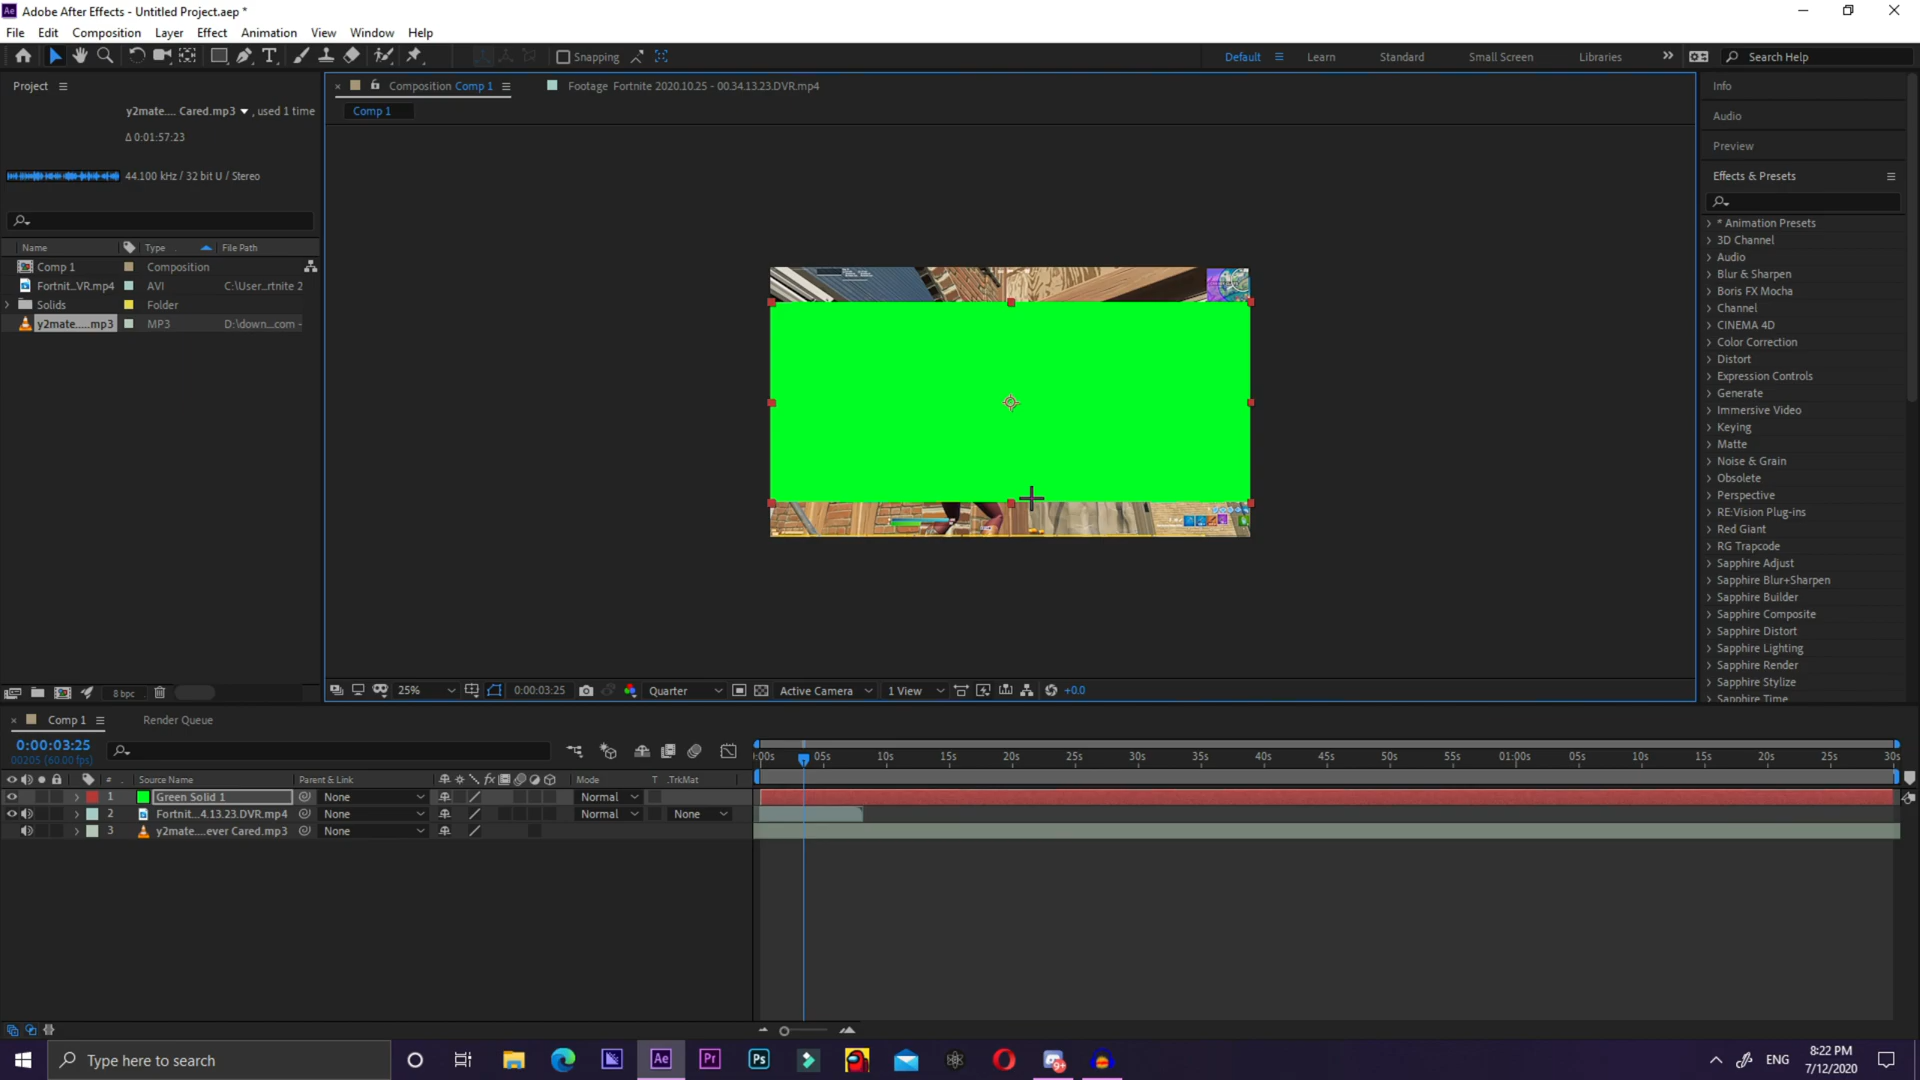 Ae Adobe After Effects - Untitled Project.aep *
File Edit Composition Layer Effect Animation View Window Help
Snapping Default Learn Standard Small Screen Libraries Search Help
Project
y2mate.... Cared.mp3 , used 1 time
Δ 0:01:57:23
44.100 kHz / 32 bit U / Stereo
Name Type File Path
Comp 1 Composition
Fortnit...VR.mp4 AVI C:\User...rtnite 2
Solids Folder
y2mate.....mp3 MP3 D:\down...com -
8 bpc
Composition Comp 1
Footage Fortnite 2020.10.25 - 00.34.13.23.DVR.mp4
Comp 1
25% 0:00:03:25 Quarter Active Camera 1 View +0.0
Info
Audio
Preview
Effects & Presets
* Animation Presets
3D Channel
Audio
Blur & Sharpen
Boris FX Mocha
Channel
CINEMA 4D
Color Correction
Distort
Expression Controls
Generate
Immersive Video
Keying
Matte
Noise & Grain
Obsolete
Perspective
RE:Vision Plug-ins
Red Giant
RG Trapcode
Sapphire Adjust
Sapphire Blur+Sharpen
Sapphire Builder
Sapphire Composite
Sapphire Distort
Sapphire Lighting
Sapphire Render
Sapphire Stylize
Sapphire Time
Comp 1 Render Queue
0:00:03:25
00205 (60.00 fps)
:00s 05s 10s 15s 20s 25s 30s 35s 40s 45s 50s 55s 01:00s 05s 10s 15s 20s 25s 30s
# Source Name Parent & Link fx Mode T .TrkMat
1 Green Solid 1 None Normal
2 Fortnit...4.13.23.DVR.mp4 None Normal None
3 y2mate....ever Cared.mp3 None
Type here to search
Ae Pr Ps
9+
ENG
8:22 PM
7/12/2020